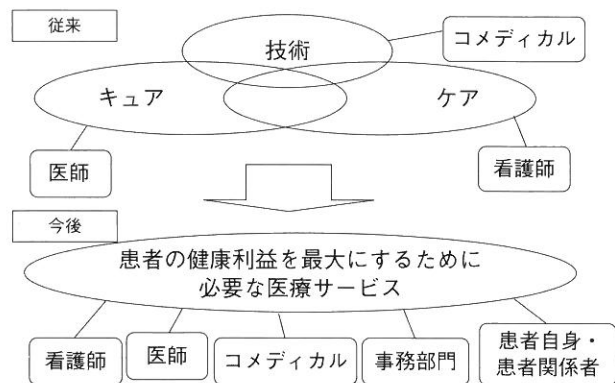 従来
技術
コメディカル
キュア
ケア
医師
看護師
今後
患者の健康利益を最大にするために
必要な医療サービス
看護師
医師
コメディカル
事務部門
患者自身・
患者関係者